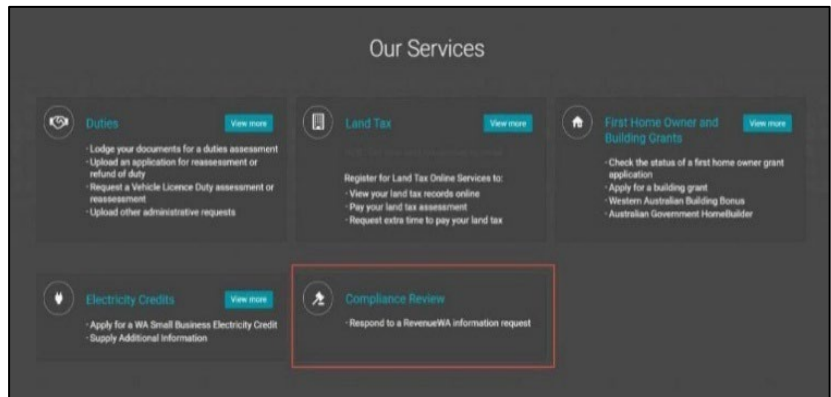 Our Services
Duties
View more
- Lodge your documents for a duties assessment
- Upload an application for reassessment or
refund of duty
- Request a Vehicle Licence Duty assessment or
reassessment
- Upload other administrative requests
Land Tax
View more
Register for Land Tax Online Services to:
- View your land tax records online
- Pay your land tax assessment
- Request extra time to pay your land tax
First Home Owner and
Building Grants
View more
- Check the status of a first home owner grant
application
- Apply for a building grant
- Western Australian Building Bonus
- Australian Government HomeBuilder
Electricity Credits
View more
- Apply for a WA Small Business Electricity Credit
- Supply Additional Information
Compliance Review
- Respond to a RevenueWA information request